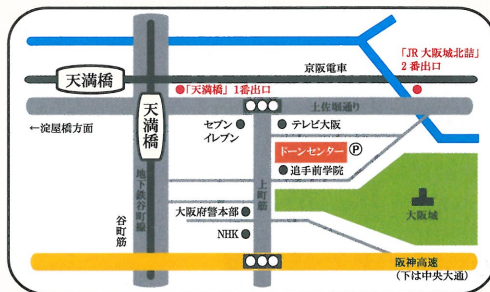 「JR 大阪城北詰」
2番出口
京阪電車
天満橋
「天満橋」1番出口
天満橋
土佐堀通り
←淀屋橋方面
セブン
イレブン
テレビ大阪
ドーンセンター Ⓟ
追手前学院
地下鉄谷町線
上町筋
大阪城
大阪府警本部
谷町筋
NHK
阪神高速
(下は中央大通)